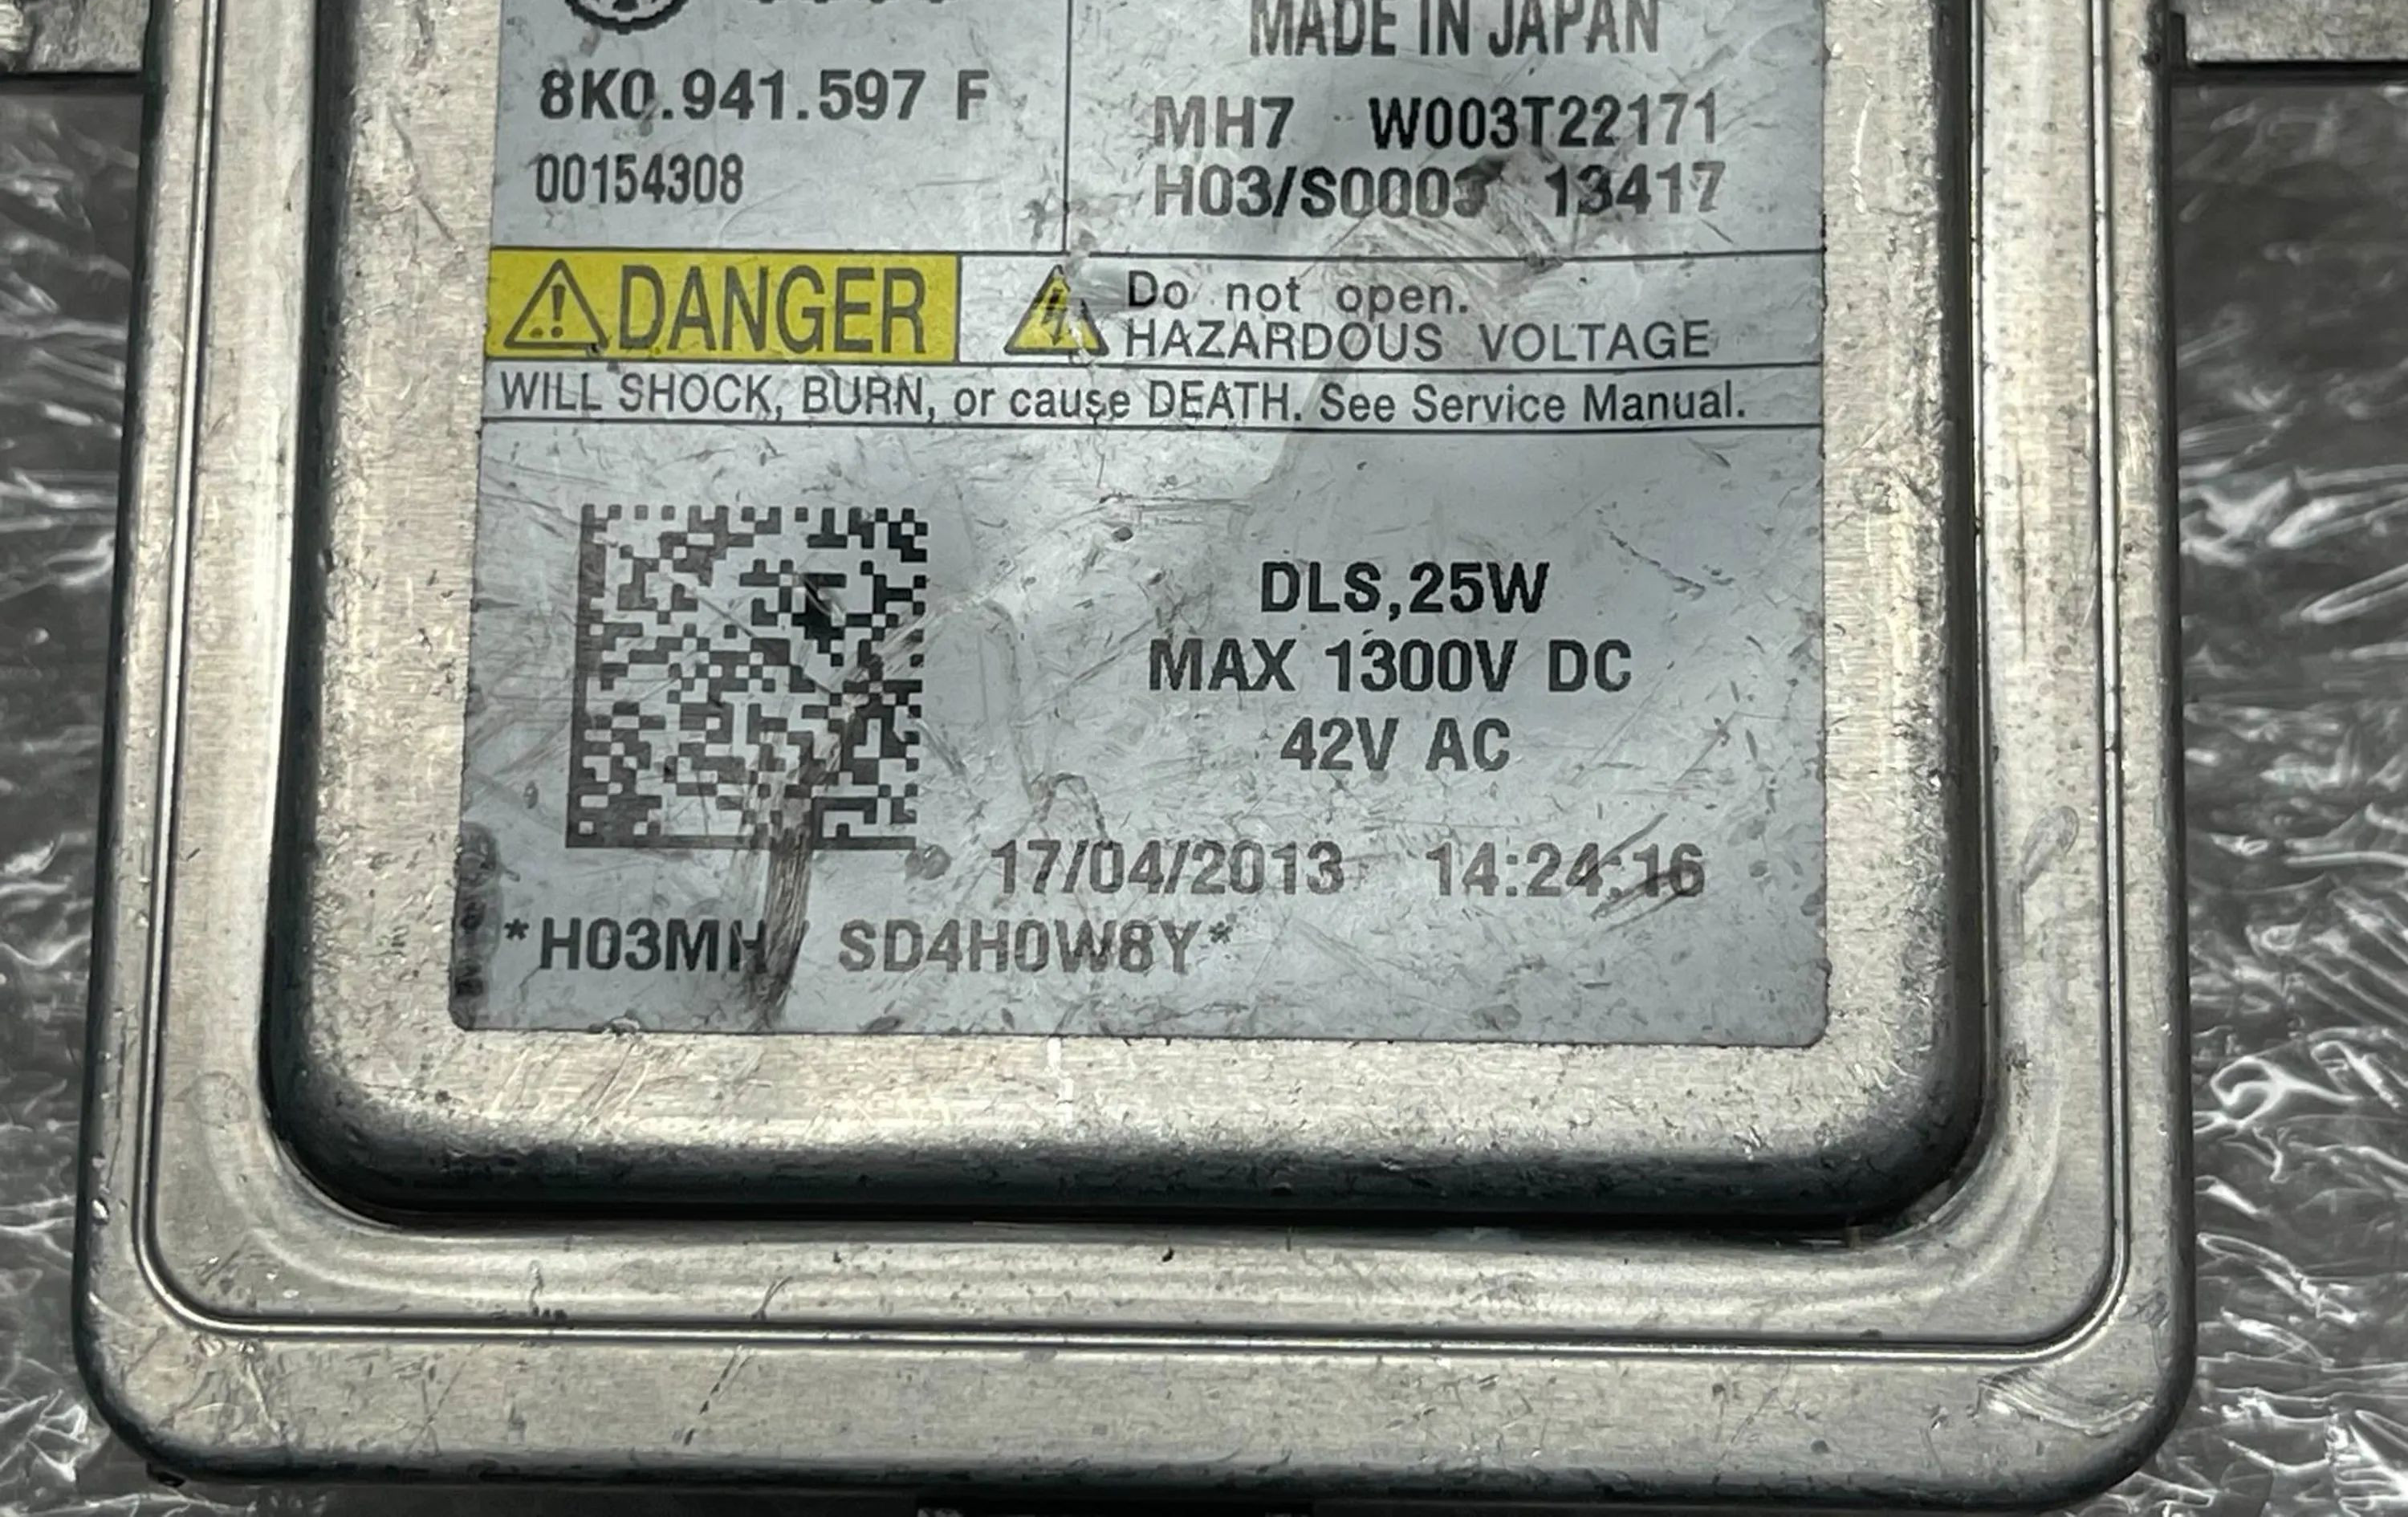 MADE IN JAPAN
8K0.941.597 F
MH7 W003T22171
00154308
H03/S0003 13417
DANGER
Do not open.
HAZARDOUS VOLTAGE
WILL SHOCK, BURN, or cause DEATH. See Service Manual.
DLS,25W
MAX 1300V DC
42V AC
17/04/2013 14:24:16
SD4H0W8Y*